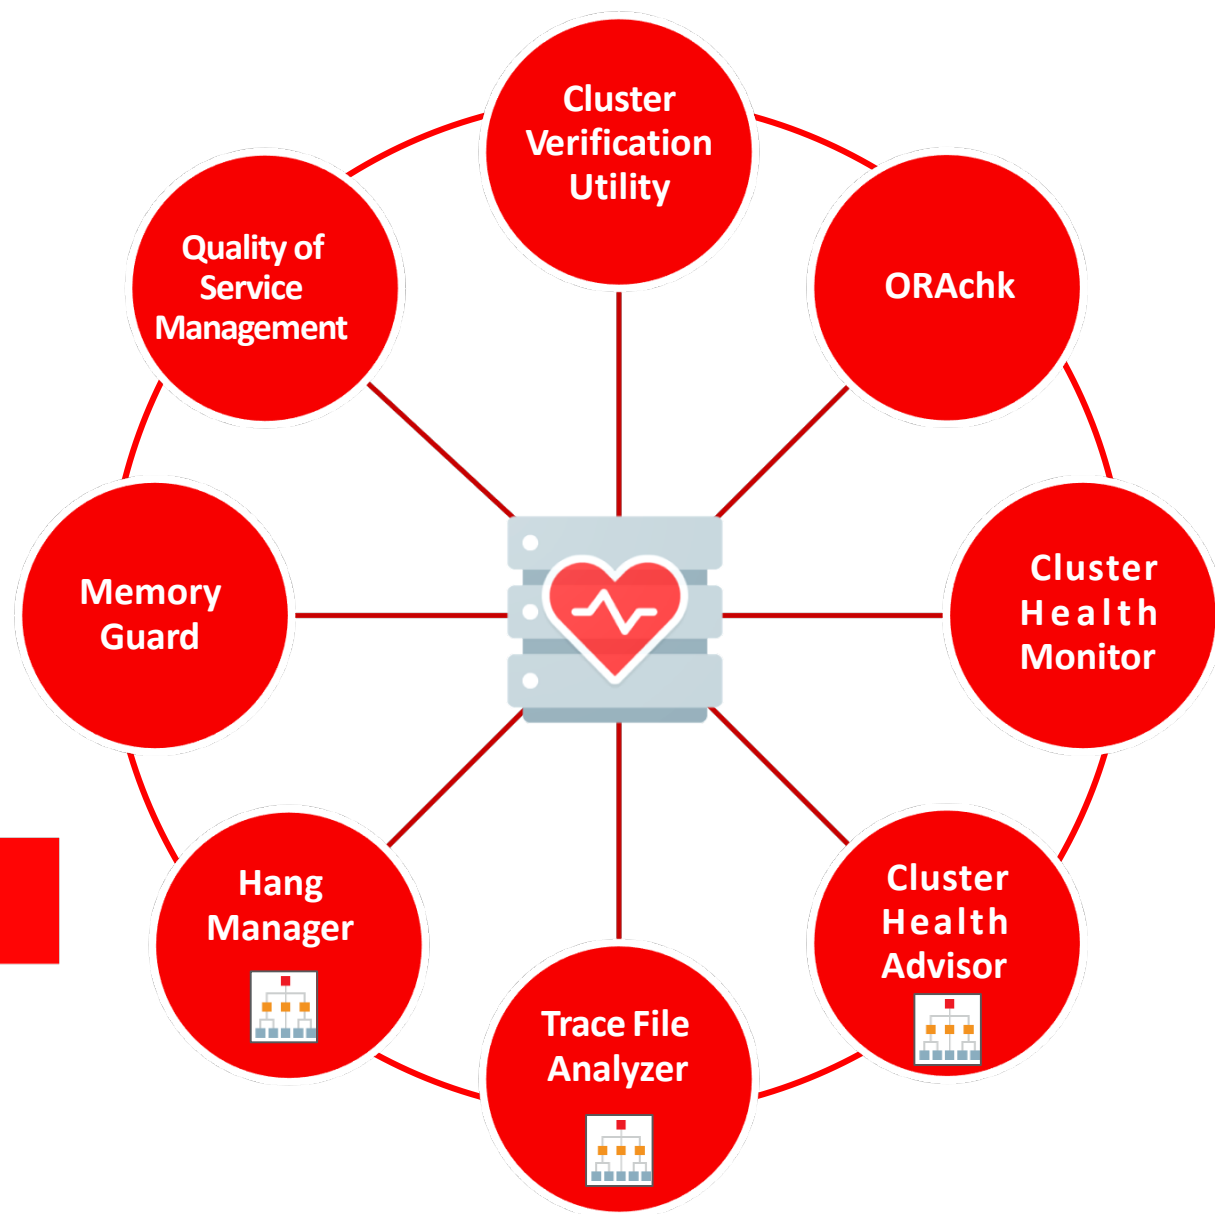 Cluster
Verification
Utility
ORAchk
Cluster
Health
Monitor
Cluster
Health
Advisor
Trace File
Analyzer
Hang
Manager
Memory
Guard
Quality of
Service
Management